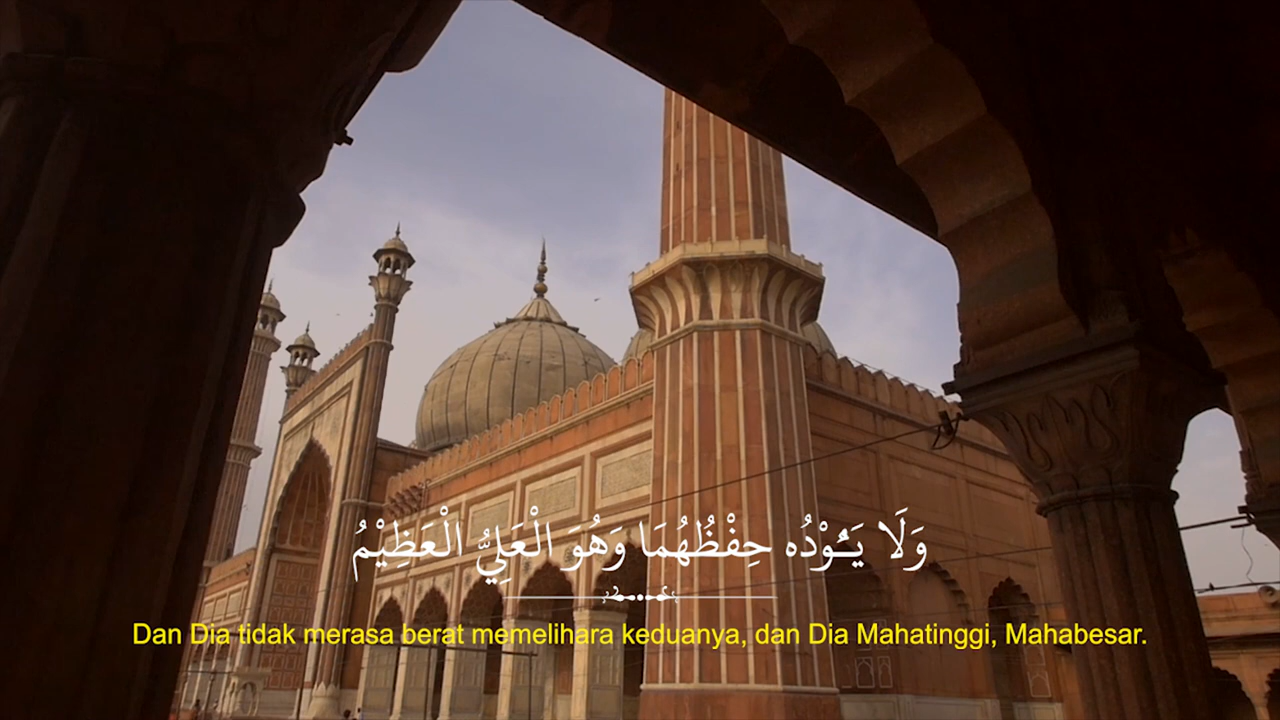 وَلَا يَـُٔوْدُه حِفْظُهُمَا وَهُوَ الْعَلِيُّ الْعَظِيْمُ
Dan Dia tidak merasa berat memelihara keduanya, dan Dia Mahatinggi, Mahabesar.